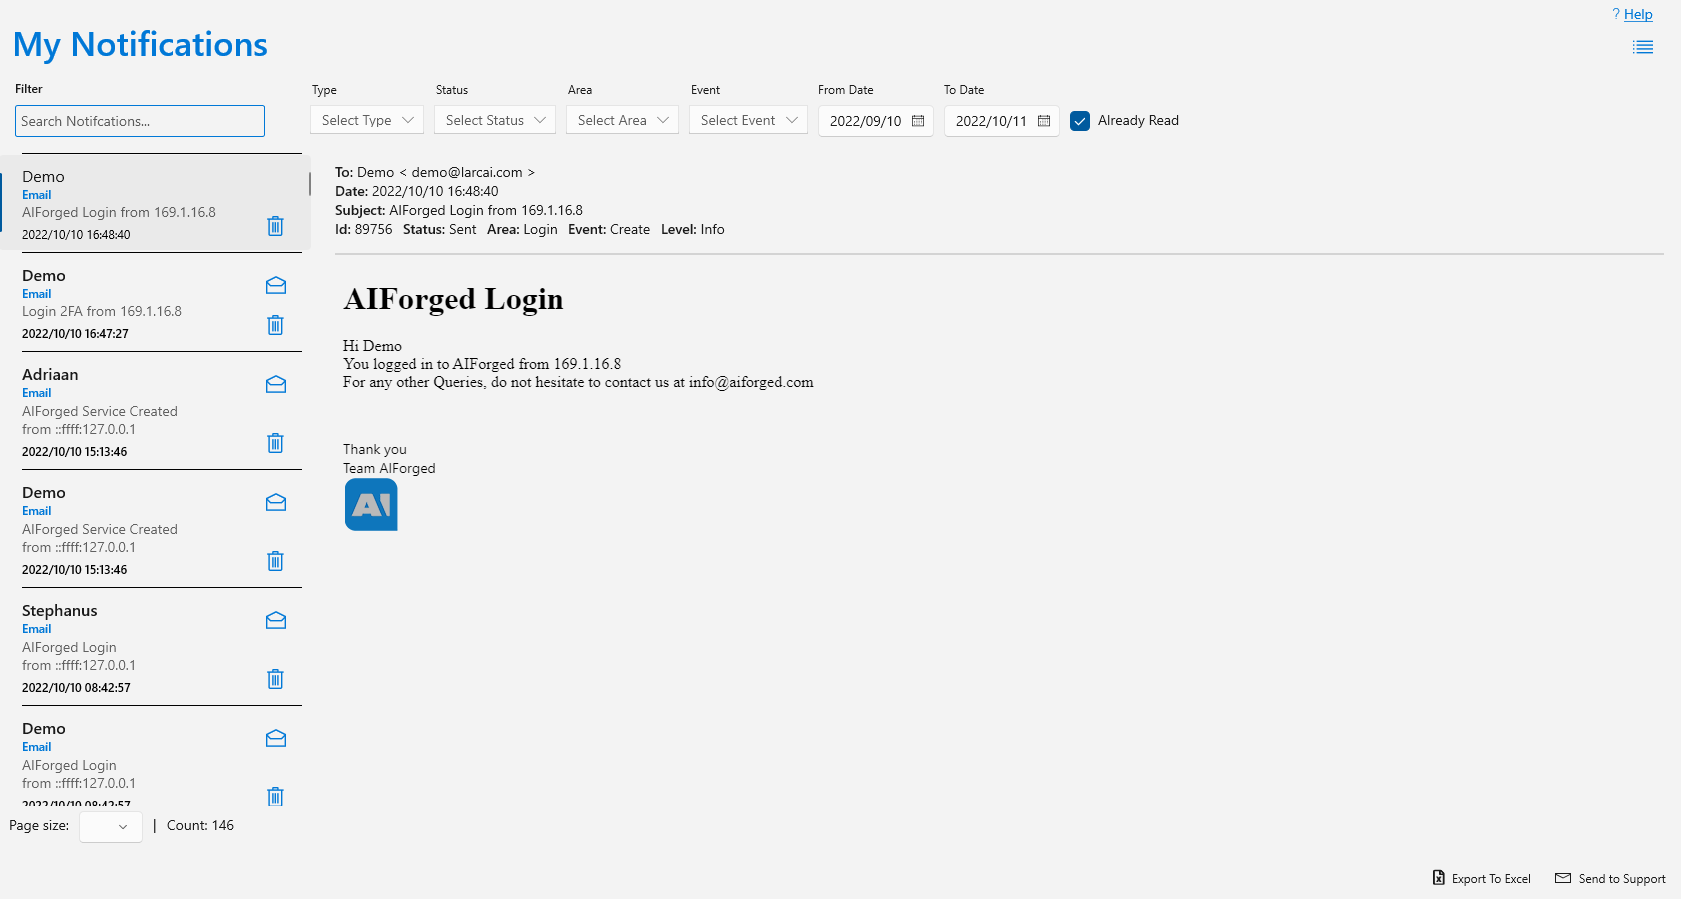 ? Help
My Notifications
Filter
Search Notifcations...
Type
Select Type
Status
Select Status
Area
Select Area
Event
Select Event
From Date
2022/09/10
To Date
2022/10/11
Already Read
Demo
Email
AIForged Login from 169.1.16.8
2022/10/10 16:48:40
Demo
Email
Login 2FA from 169.1.16.8
2022/10/10 16:47:27
Adriaan
Email
AIForged Service Created
from ::ffff:127.0.0.1
2022/10/10 15:13:46
Demo
Email
AIForged Service Created
from ::ffff:127.0.0.1
2022/10/10 15:13:46
Stephanus
Email
AIForged Login
from ::ffff:127.0.0.1
2022/10/10 08:42:57
Demo
Email
AIForged Login
from ::ffff:127.0.0.1
2022/10/10 08:42:57
Page size: | Count: 146
To: Demo < demo@larcai.com >
Date: 2022/10/10 16:48:40
Subject: AIForged Login from 169.1.16.8
Id: 89756 Status: Sent Area: Login Event: Create Level: Info
AIForged Login
Hi Demo
You logged in to AIForged from 169.1.16.8
For any other Queries, do not hesitate to contact us at info@aiforged.com
Thank you
Team AIForged
AI
Export To Excel
Send to Support